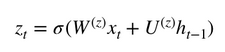 z_t = σ(W^{(z)}x_t + U^{(z)}h_{t−1})